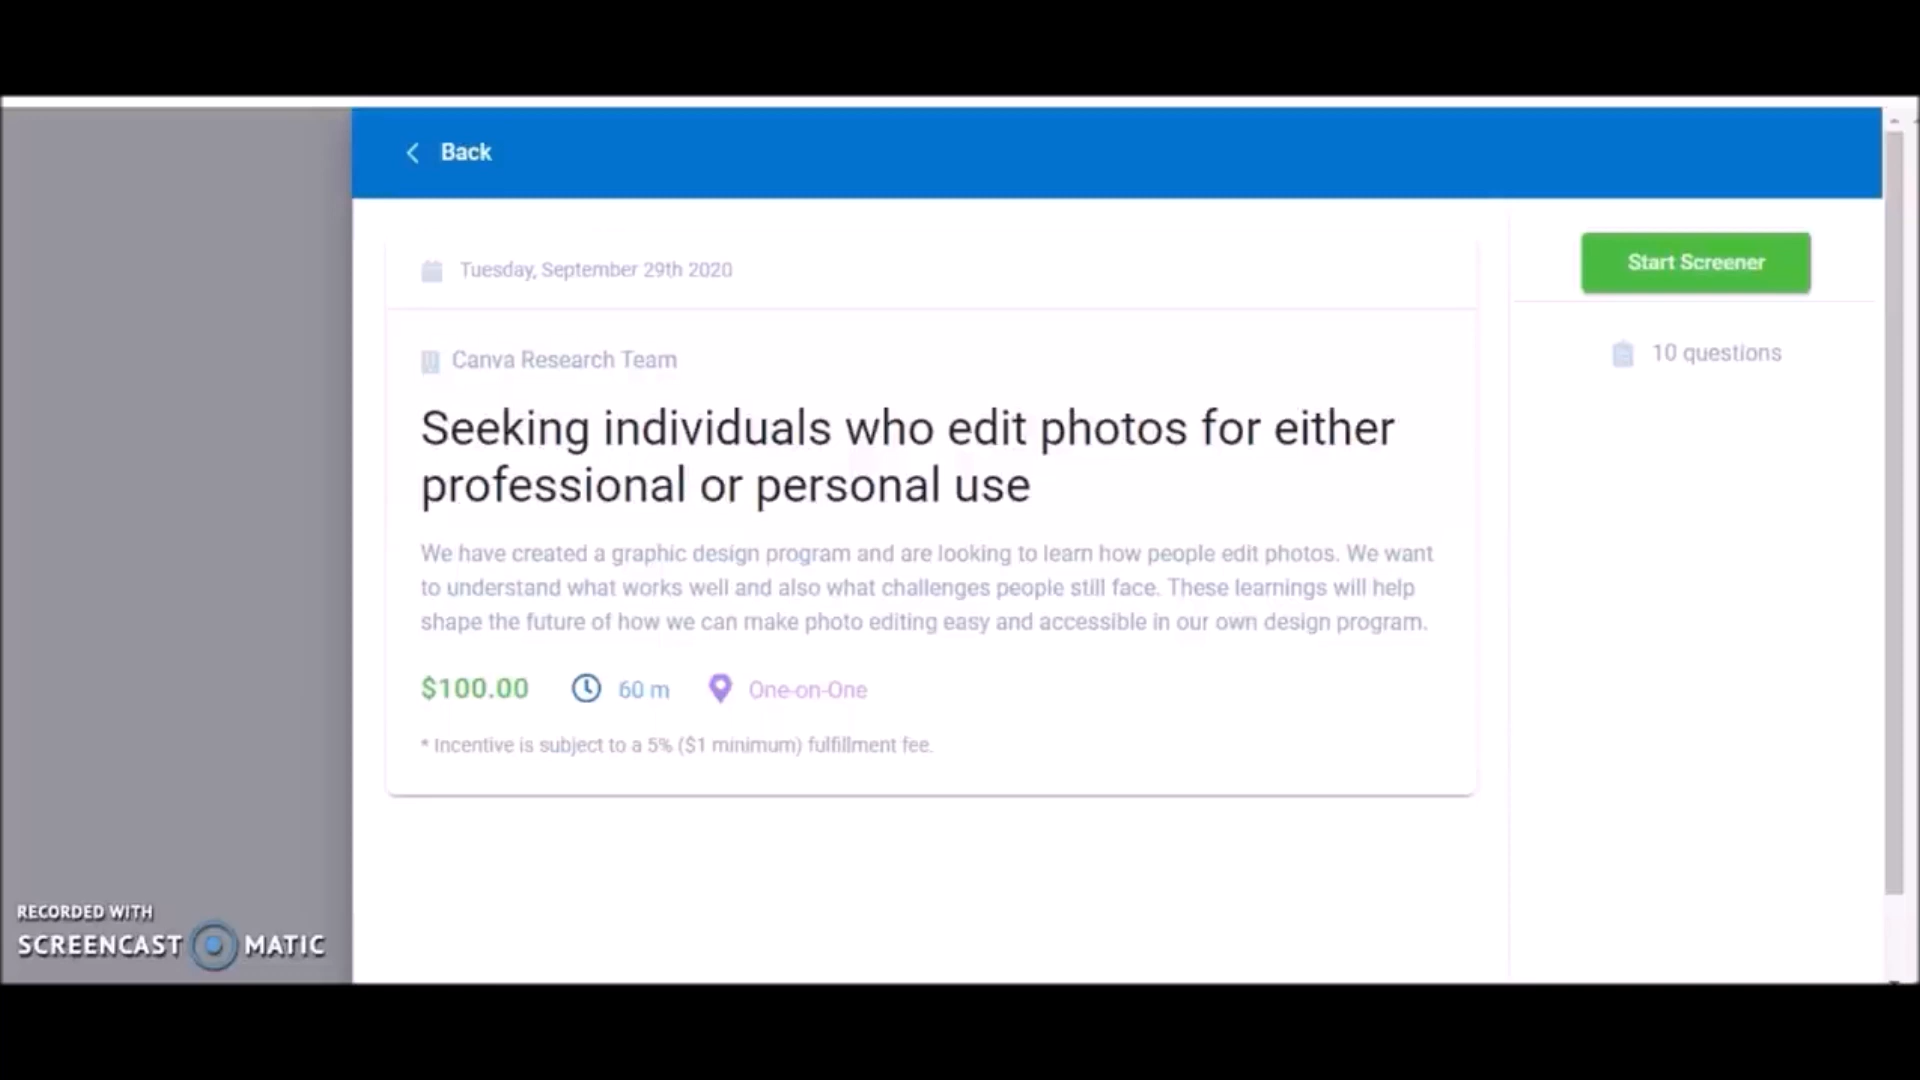 Back
Tuesday, September 29th 2020
Start Screener
10 questions
Canva Research Team
Seeking individuals who edit photos for either
professional or personal use
We have created a graphic design program and are looking to learn how people edit photos. We want
to understand what works well and also what challenges people still face. These learnings will help
shape the future of how we can make photo editing easy and accessible in our own design program.
$100.00 60 m One-on-One
* Incentive is subject to a 5% ($1 minimum) fulfillment fee.
RECORDED WITH
SCREENCAST MATIC